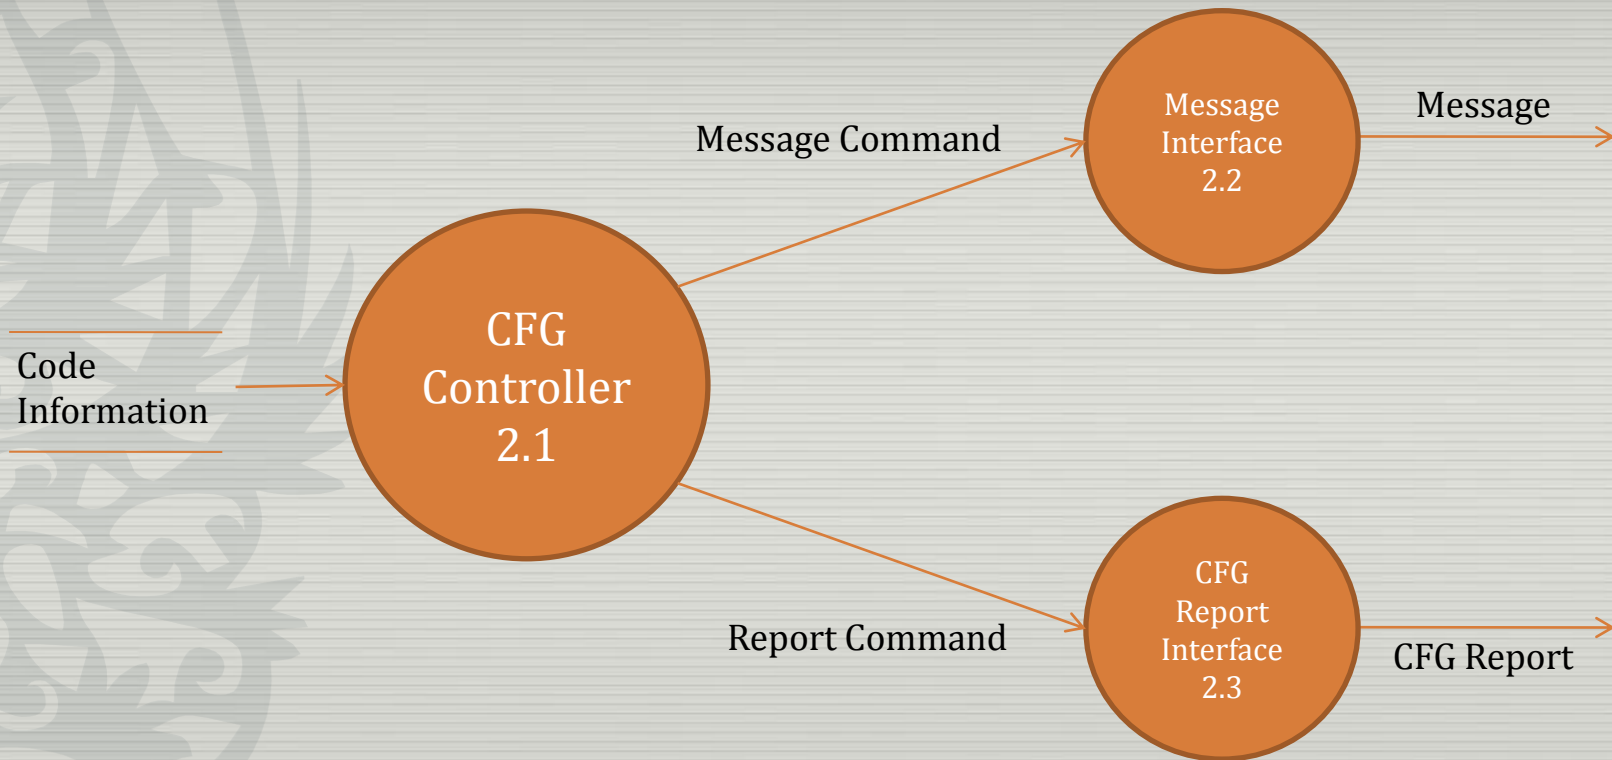 Message
Interface
2.2
Message
Message Command
CFG
Controller
2.1
Code
Information
Report Command
CFG
Report
Interface
2.3
CFG Report